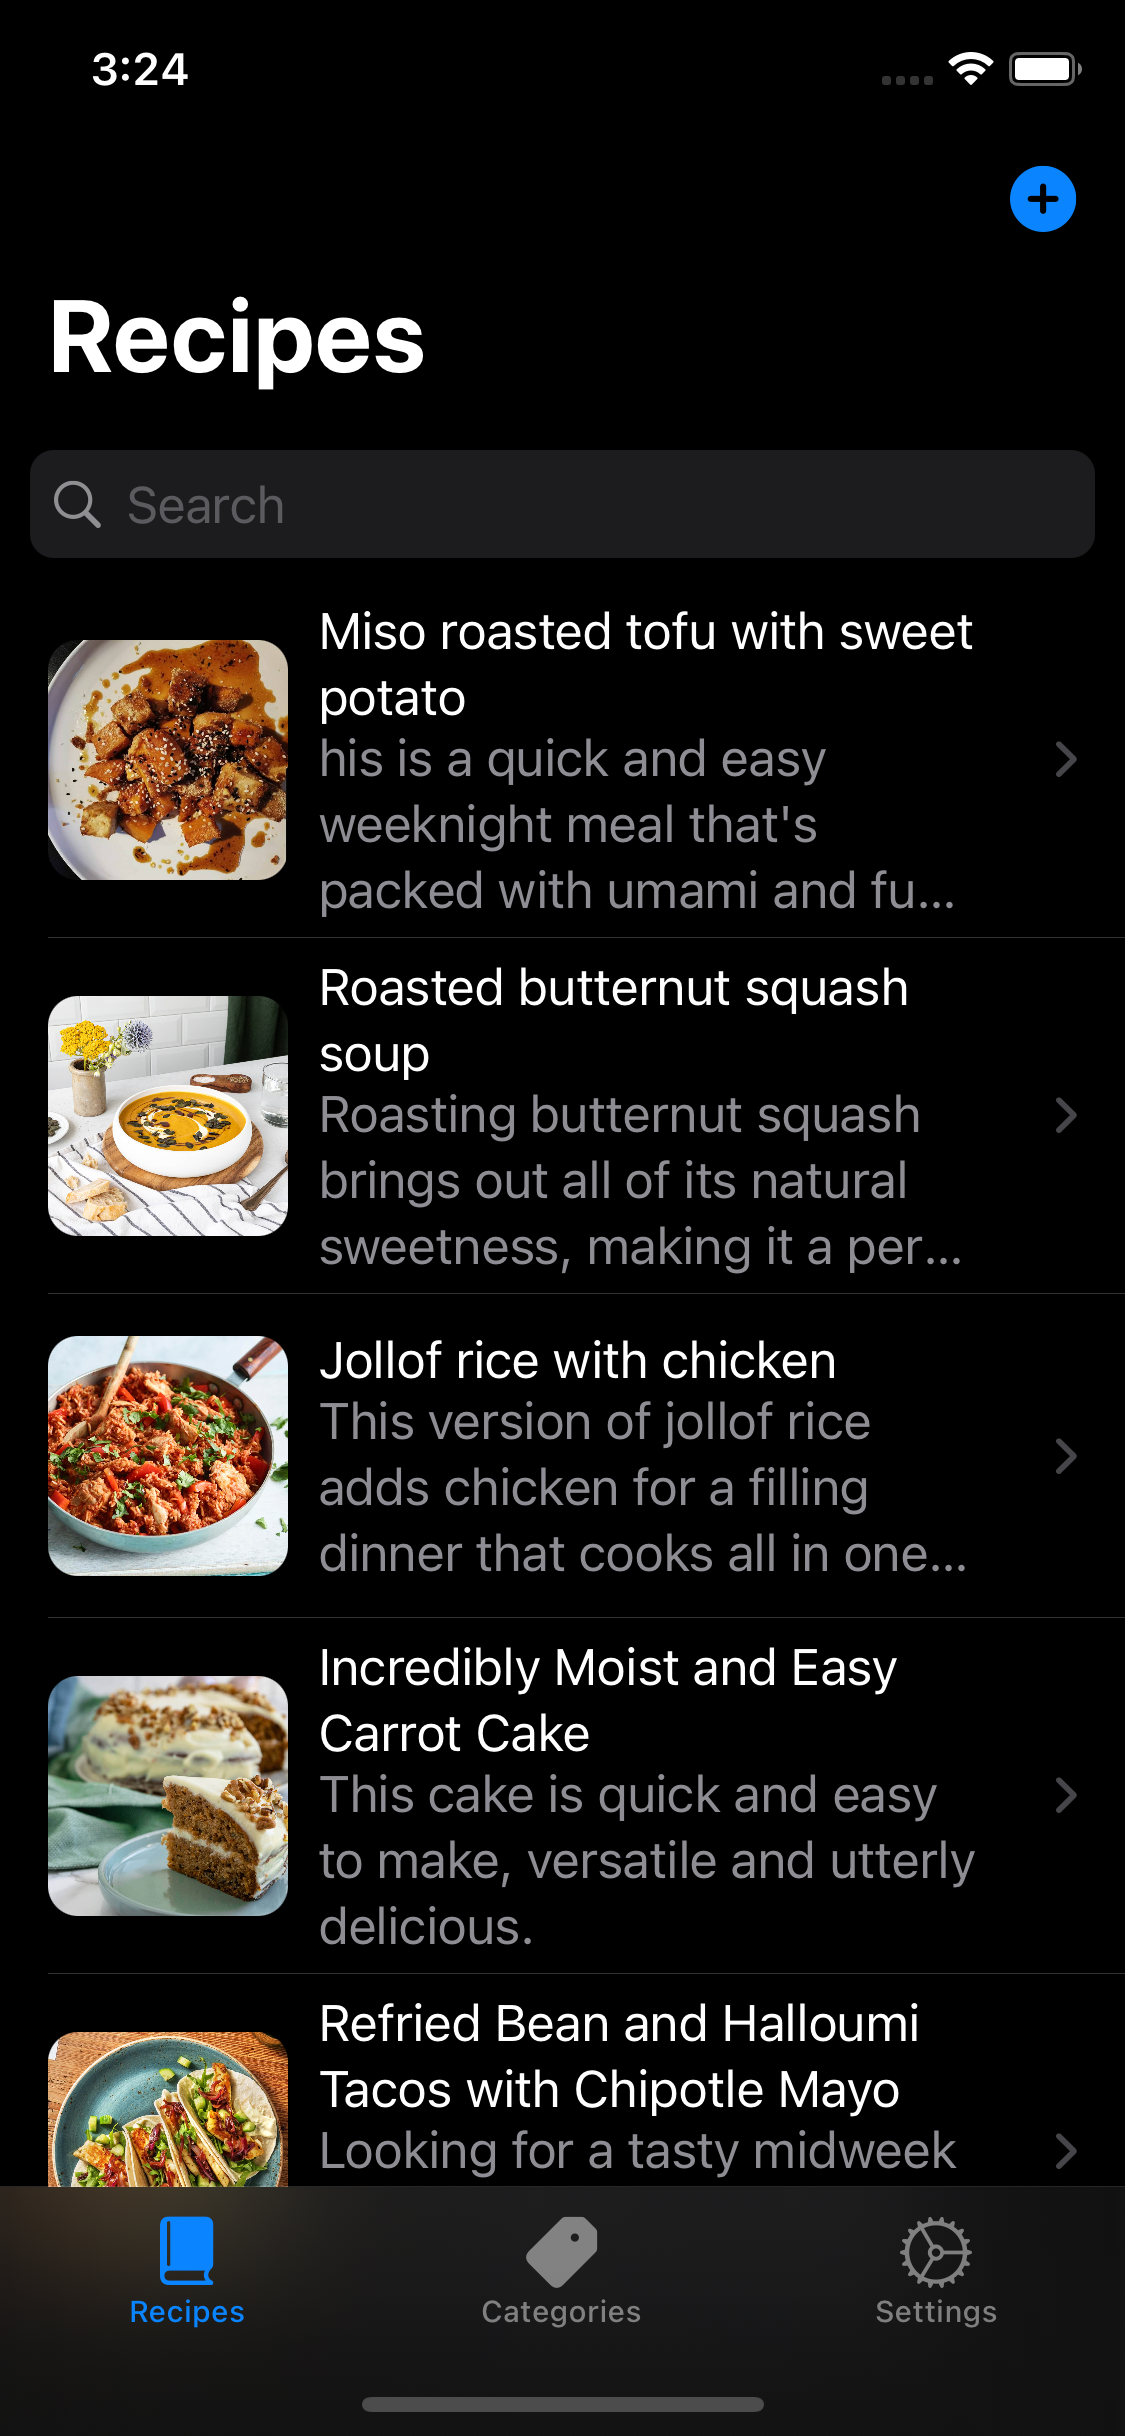 3:24
Recipes
Search
Miso roasted tofu with sweet
potato
his is a quick and easy
weeknight meal that's
packed with umami and fu...
Roasted butternut squash
soup
Roasting butternut squash
brings out all of its natural
sweetness, making it a per...
Jollof rice with chicken
This version of jollof rice
adds chicken for a filling
dinner that cooks all in one...
Incredibly Moist and Easy
Carrot Cake
This cake is quick and easy
to make, versatile and utterly
delicious.
Refried Bean and Halloumi
Tacos with Chipotle Mayo
Looking for a tasty midweek
Recipes
Categories
Settings